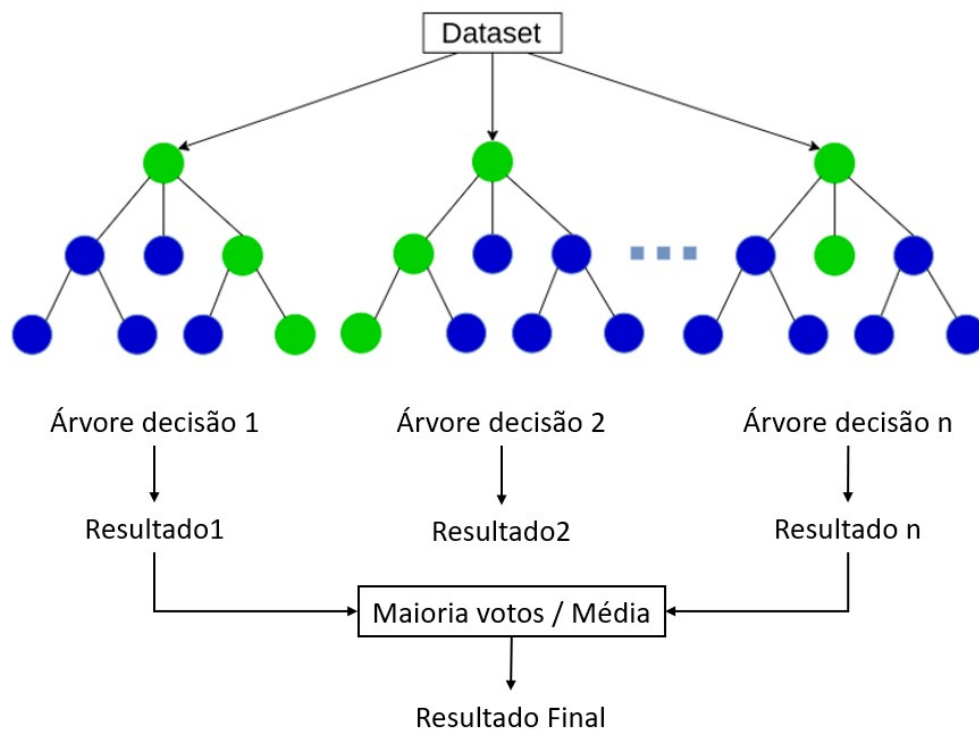 Dataset
Árvore decisão 1
Árvore decisão 2
Árvore decisão n
Resultado1
Resultado2
Resultado n
Maioria votos / Média
Resultado Final